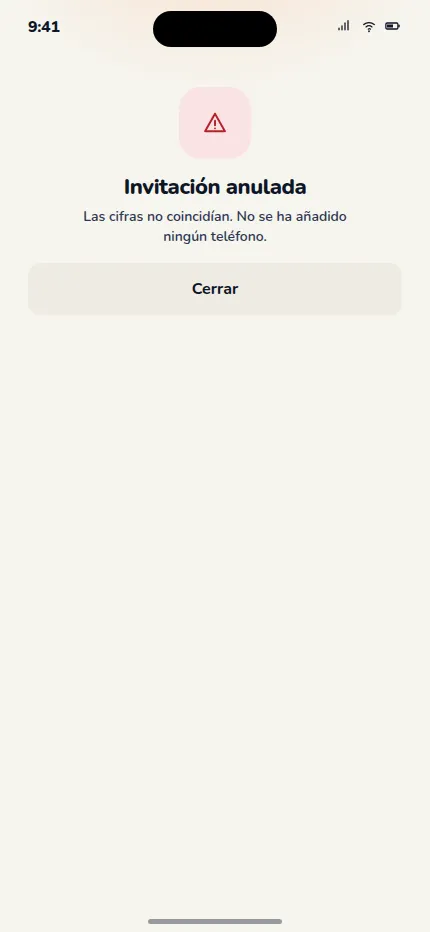 9:41
Invitación anulada
Las cifras no coincidían. No se ha añadido
ningún teléfono.
Cerrar